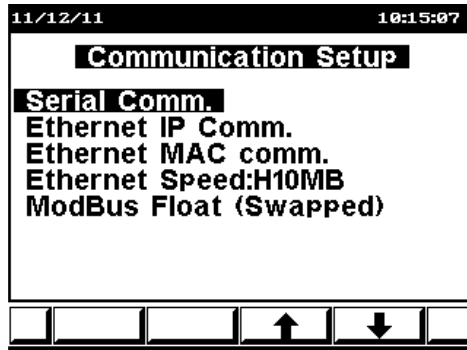 11/12/11 10:15:07
Communication Setup
Serial Comm.
Ethernet IP Comm.
Ethernet MAC comm.
Ethernet Speed:H10MB
ModBus Float (Swapped)